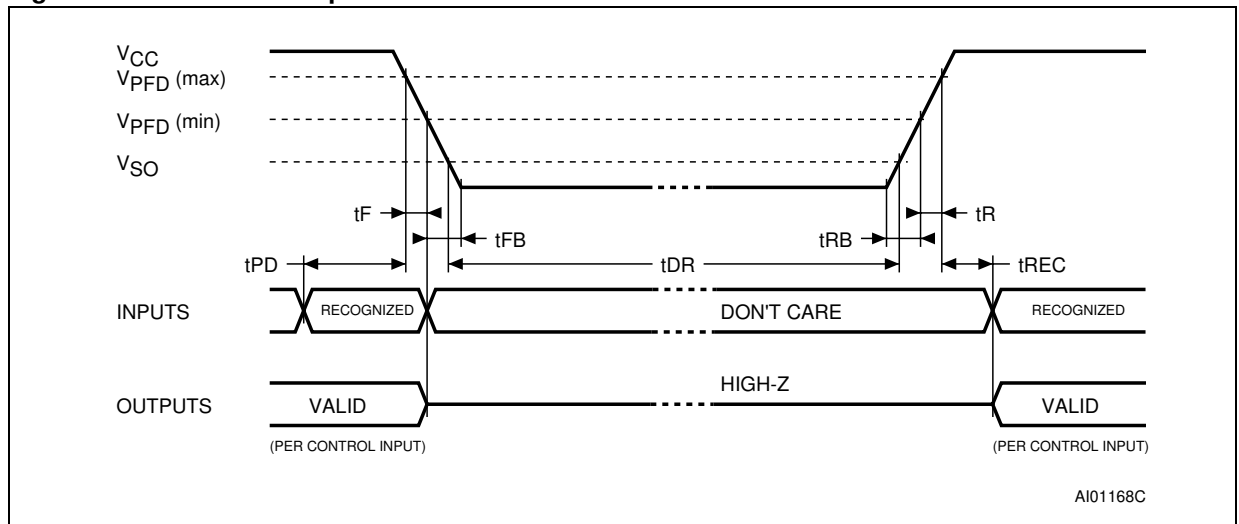 VCC
VPFD (max)
VPFD (min)
VSO
tF
tFB
tR
tRB
tPD
tDR
tREC
INPUTS
RECOGNIZED
DON'T CARE
RECOGNIZED
HIGH-Z
OUTPUTS
VALID
VALID
(PER CONTROL INPUT)
(PER CONTROL INPUT)
AI01168C